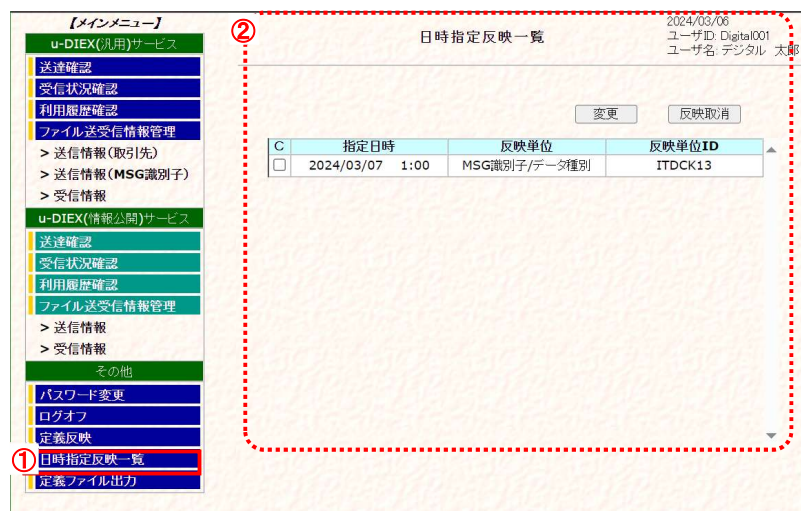 【メインメニュー】
u-DIEX(汎用)サービス
送達確認
受信状況確認
利用履歴確認
ファイル送受信情報管理
> 送信情報(取引先)
> 送信情報(MSG識別子)
> 受信情報
u-DIEX(情報公開)サービス
送達確認
受信状況確認
利用履歴確認
ファイル送受信情報管理
> 送信情報
> 受信情報
その他
パスワード変更
ログオフ
定義反映
① 日時指定反映一覧
定義ファイル出力
②
日時指定反映一覧
2024/03/06
ユーザID: Digital001
ユーザ名: デジタル 太郎
変更 反映取消
C 指定日時 反映単位 反映単位ID
2024/03/07 1:00 MSG識別子/データ種別 ITDCK13